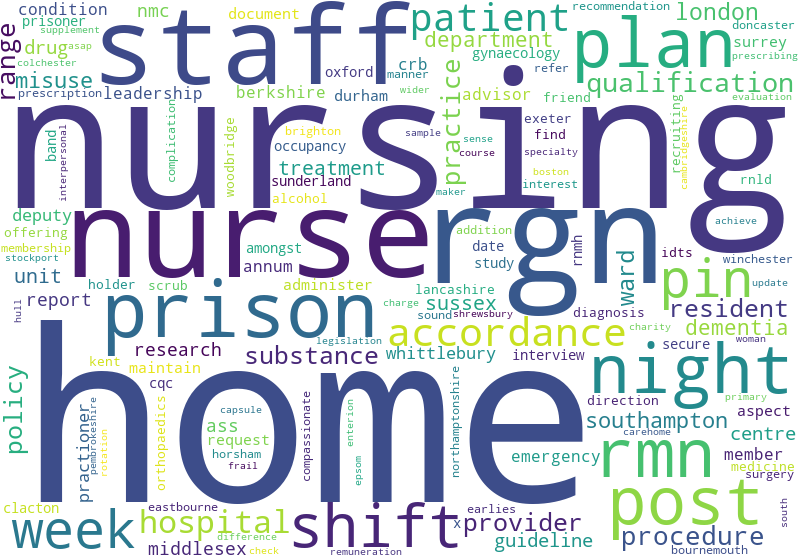 condition
nmc
document
patient
recommendation
london
prisoner
supplement
staff
plan
doncaster
range
drug
asap
department
gynaecology
surrey
colchester
crb
refer
prescribing
misuse
oxford
manner
qualification
prescription
leadership
berkshire
durham
wider
practice
advisor
friend
evaluation
nursing
band
interpersonal
complication
woodbridge
brighton
occupancy
sample
sense
course
exeter
find
specialty
recruiting
cambridgeshire
treatment
sunderland
boston
interest
rnld
alcohol
maker
deputy
offering
membership
stockport
nurse
amongst
annum
rgn
addition
date
study
rnmh
ward
achieve
idts
winchester
unit
holder
scrub
administer
lancashire
pin
update
hull
report
prison
charge
sussex
sound
shrewsbury
diagnosis
resident
charity
dementia
legislation
accordance
research
substance
whittlebury
interview
secure
woman
kent
maintain
cqc
night
policy
home
direction
primary
practioner
pembrokeshire
rotation
orthopaedics
capsule
ass
request
horsham
frail
compassionate
enterion
epsom
northamptonshire
southampton
carehome
aspect
centre
rmn
member
emergency
medicine
surgery
clacton
eastbourne
earlies
post
south
week
hospital
shift
x
provider
difference
guideline
procedure
middlesex
check
remuneration
bournemouth